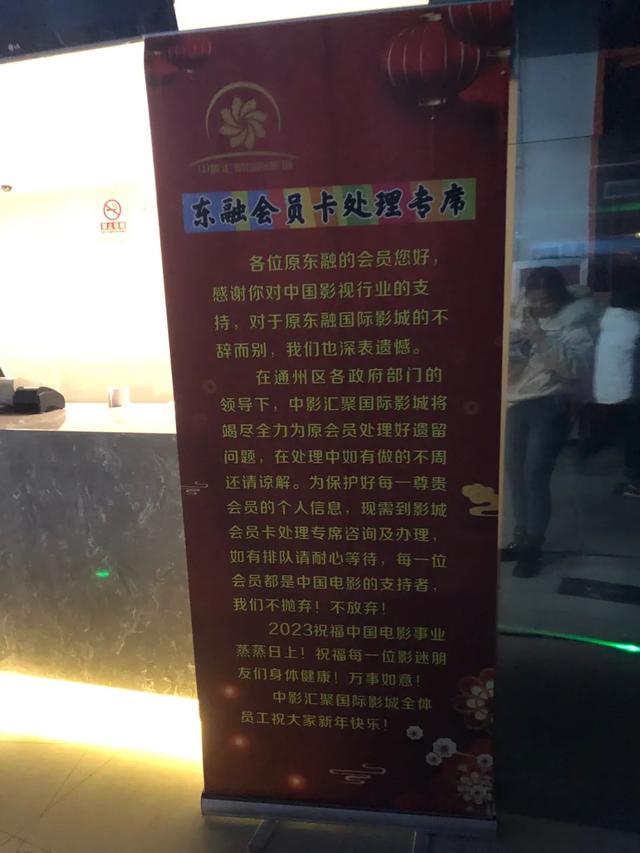 中影汇聚国际影城
东融会员卡处理专席
各位原东融的会员您好，
感谢你对中国影视行业的支
持，对于原东融国际影城的不
辞而别，我们也深表遗憾。
在通州区各政府部门的
领导下，中影汇聚国际影城将
竭尽全力为原会员处理好遗留
问题，在处理中如有做的不周
还请谅解。为保护好每一尊贵
会员的个人信息，现需到影城
会员卡处理专席咨询及办理，
如有排队请耐心等待，每一位
会员都是中国电影的支持者，
我们不抛弃！不放弃！
2023祝福中国电影事业
蒸蒸日上！祝福每一位影迷朋
友们身体健康！万事如意！
中影汇聚国际影城全体
员工祝大家新年快乐！